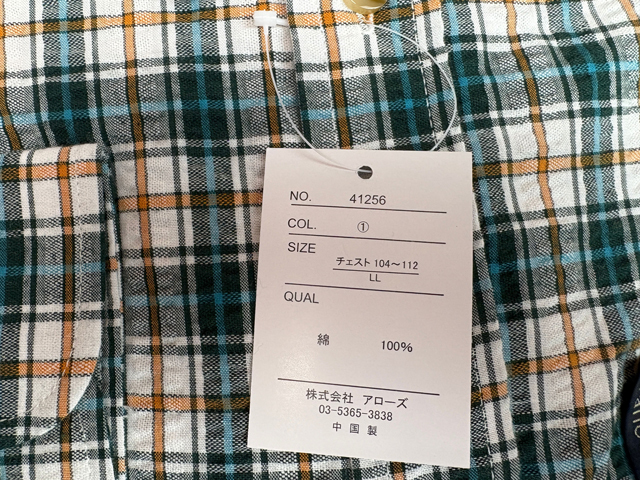 NO. 41256
COL. ①
SIZE
チェスト 104～112
LL
QUAL
綿 100%
株式会社 アローズ
03-5365-3838
中国製